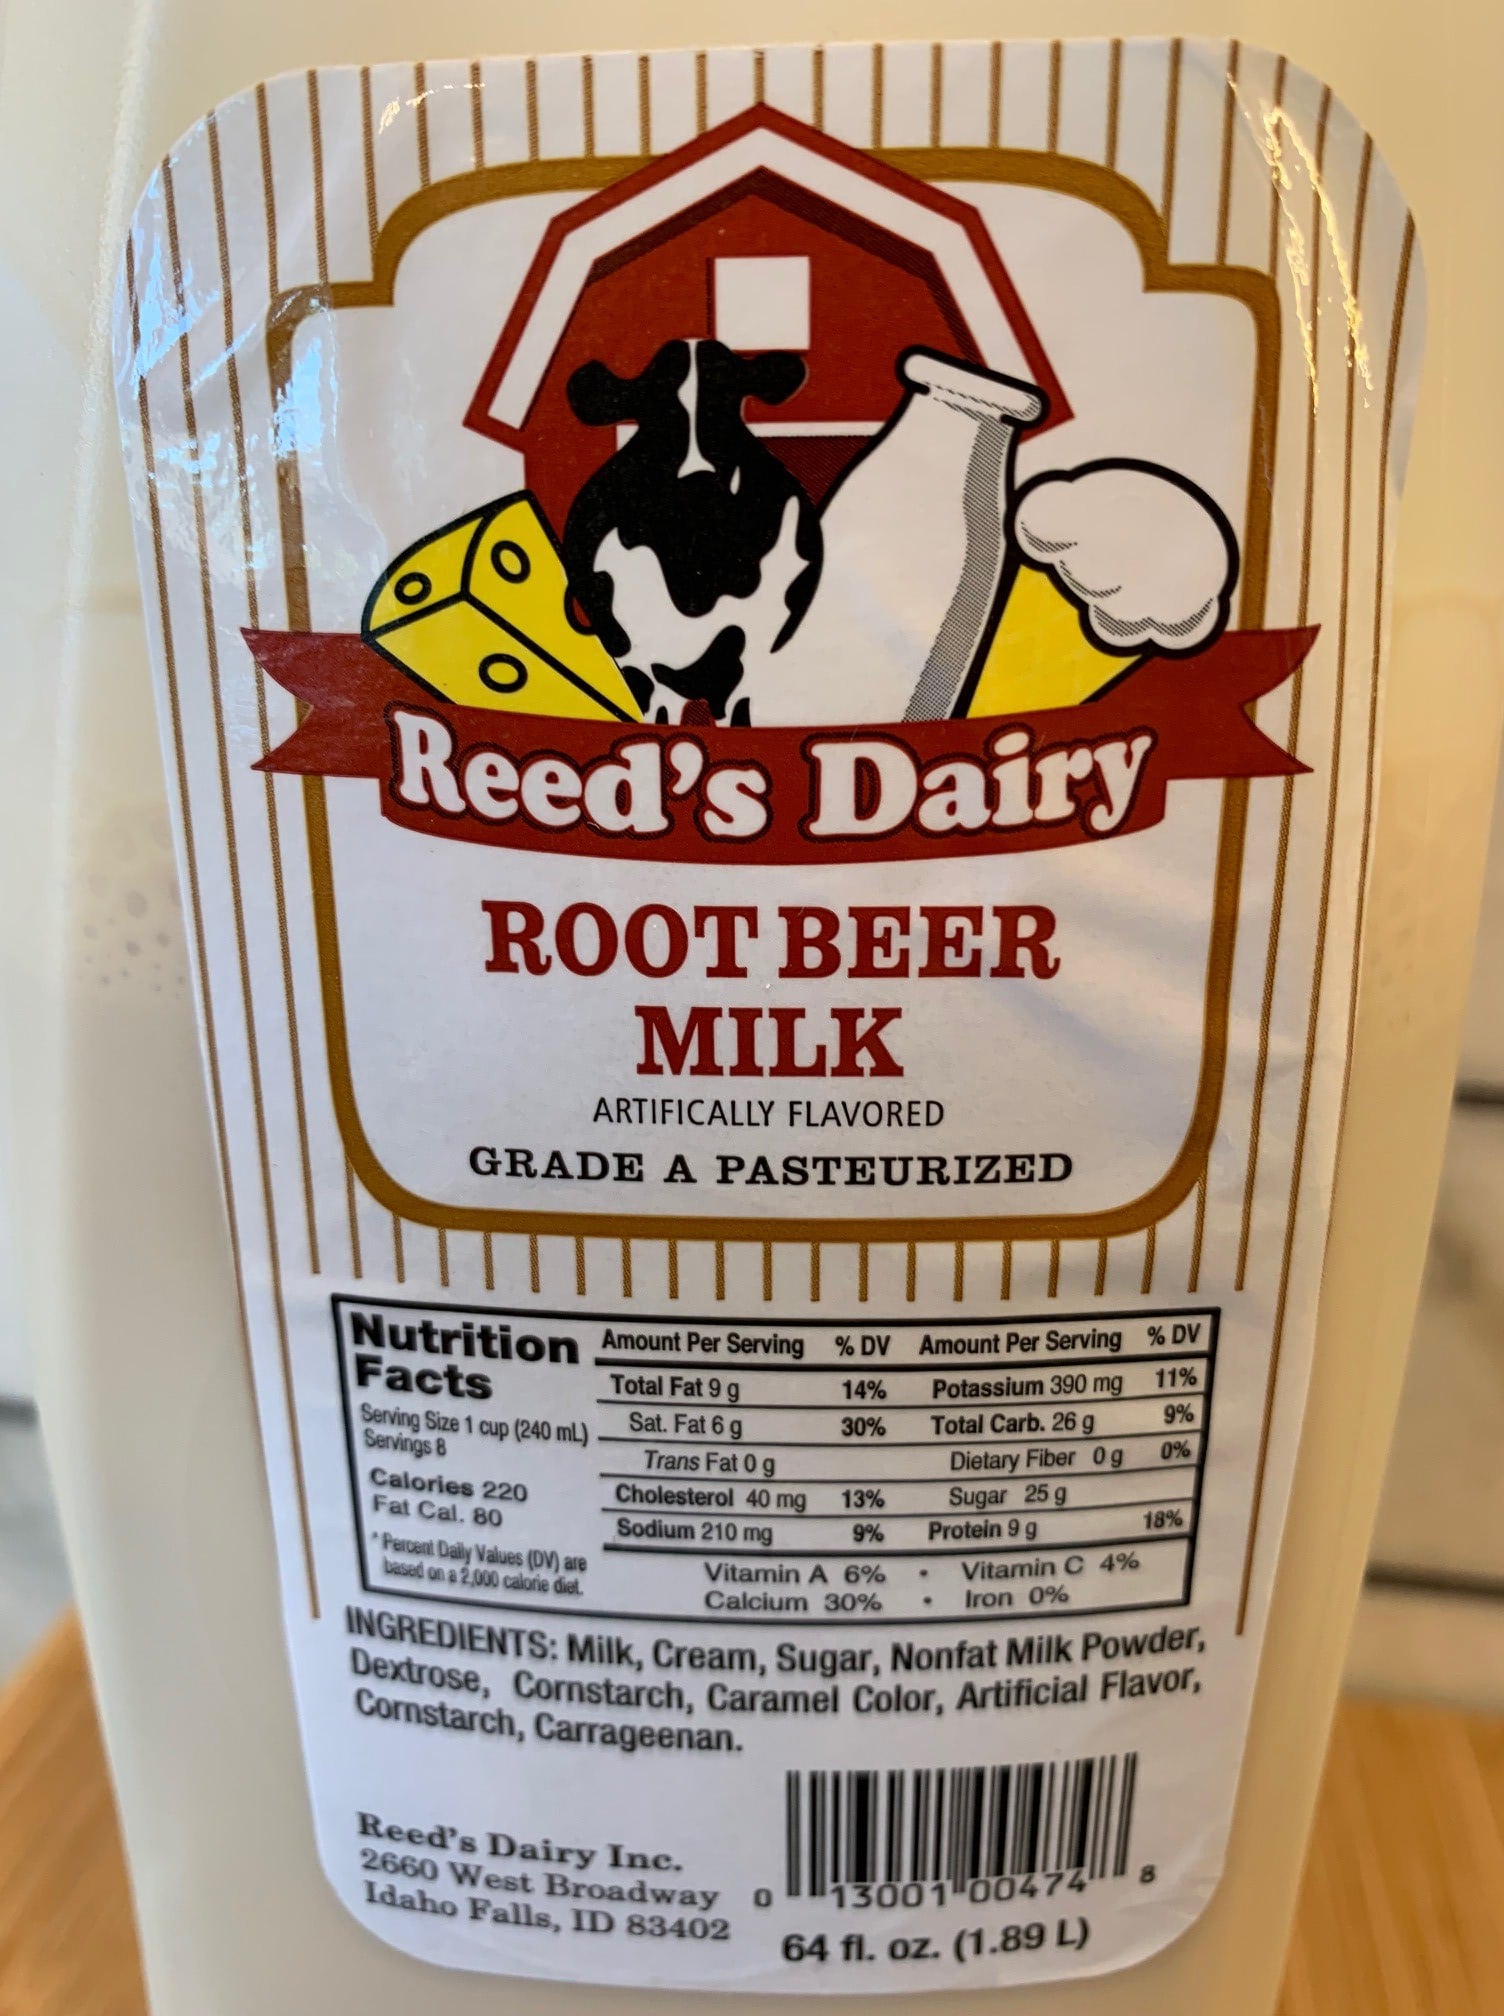 Reed's Dairy
ROOT BEER
MILK
ARTIFICALLY FLAVORED
GRADE A PASTEURIZED
Nutrition
Facts
Serving Size 1 cup (240 mL)
Servings 8
Calories 220
Fat Cal. 80
* Percent Daily Values (DV) are
based on a 2,000 calorie diet.
Amount Per Serving % DV Amount Per Serving % DV
Total Fat 9 g 14% Potassium 390 mg 11%
Sat. Fat 6 g 30% Total Carb. 26 g 9%
Trans Fat 0 g Dietary Fiber 0 g 0%
Cholesterol 40 mg 13% Sugar 25 g
Sodium 210 mg 9% Protein 9 g 18%
Vitamin A 6% • Vitamin C 4%
Calcium 30% • Iron 0%
INGREDIENTS: Milk, Cream, Sugar, Nonfat Milk Powder,
Dextrose, Cornstarch, Caramel Color, Artificial Flavor,
Cornstarch, Carrageenan.
Reed's Dairy Inc.
2660 West Broadway
Idaho Falls, ID 83402
0 13001 00474 8
64 fl. oz. (1.89 L)